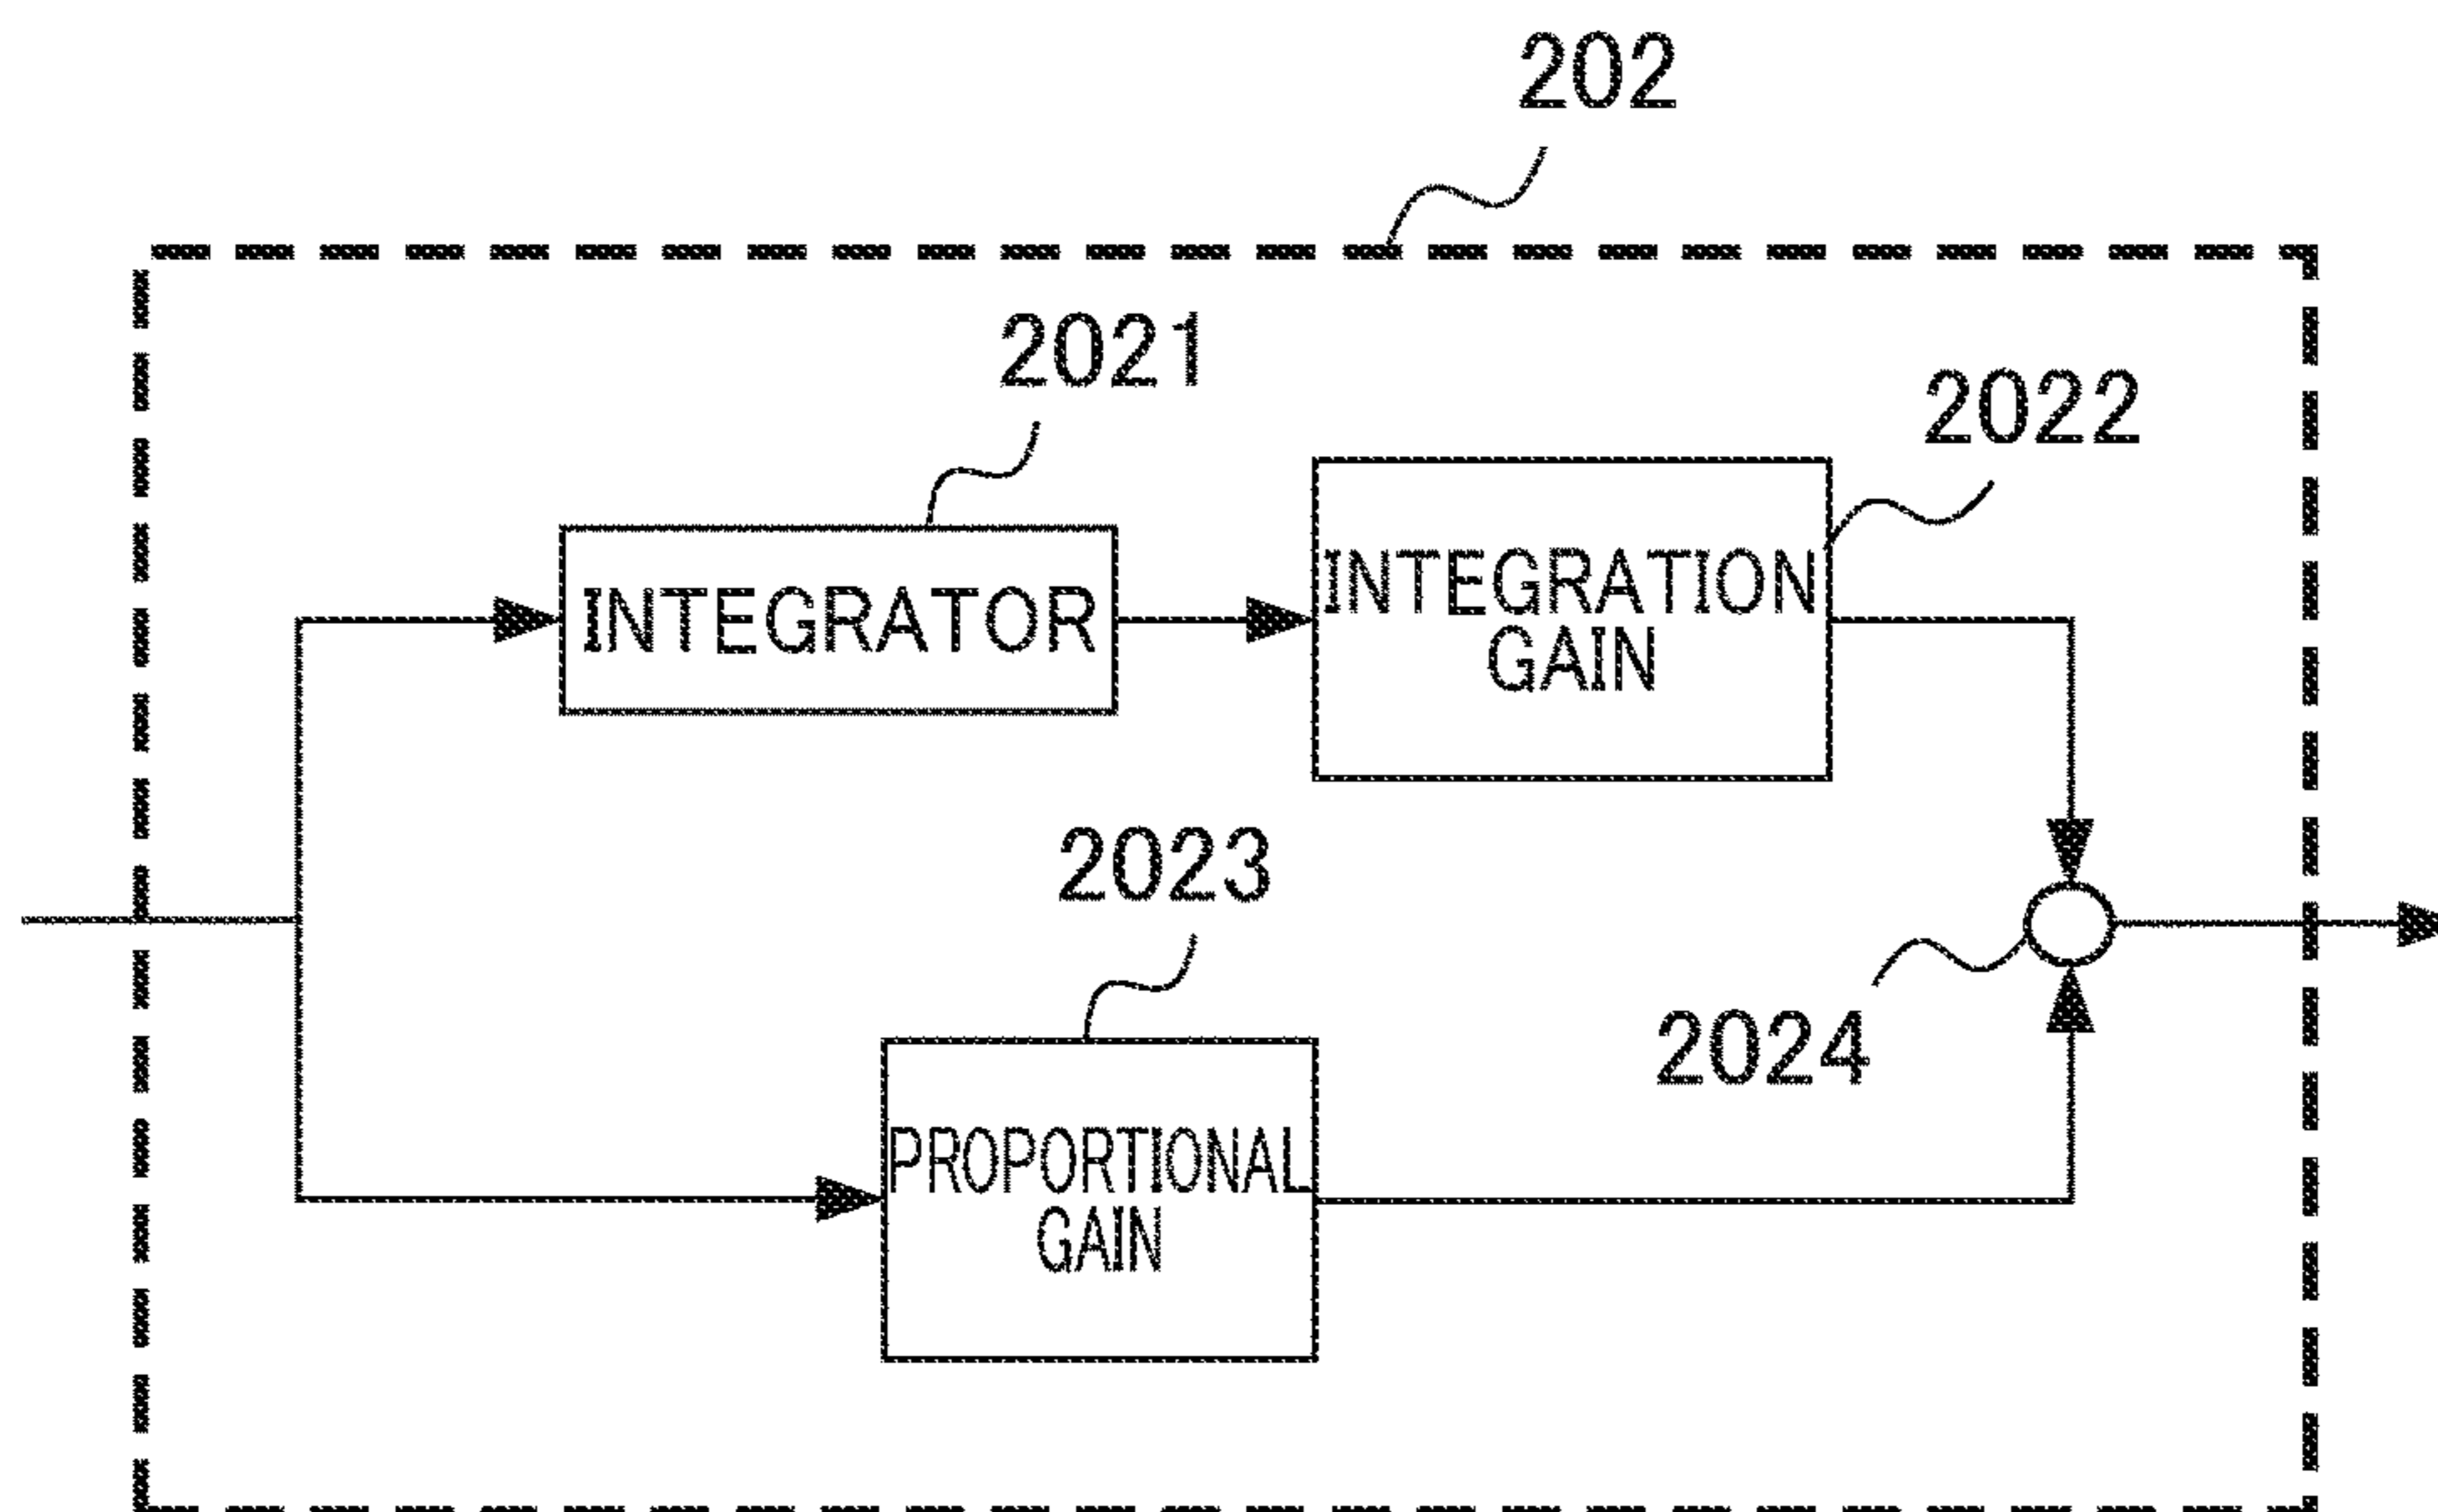 202
2021
2022
INTEGRATOR
INTEGRATION
GAIN
2023
2024
PROPORTIONAL
GAIN